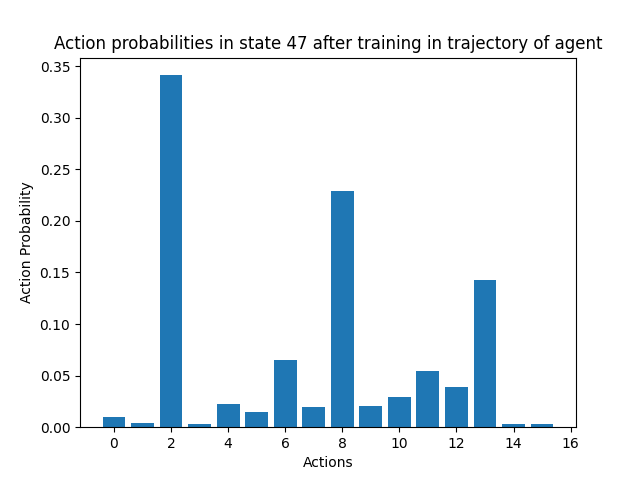 Action probabilities in state 47 after training in trajectory of agent
0.35
0.30
0.25
0.20
0.15
0.10
0.05
0.00
Action Probability
0 2 4 6 8 10 12 14 16
Actions